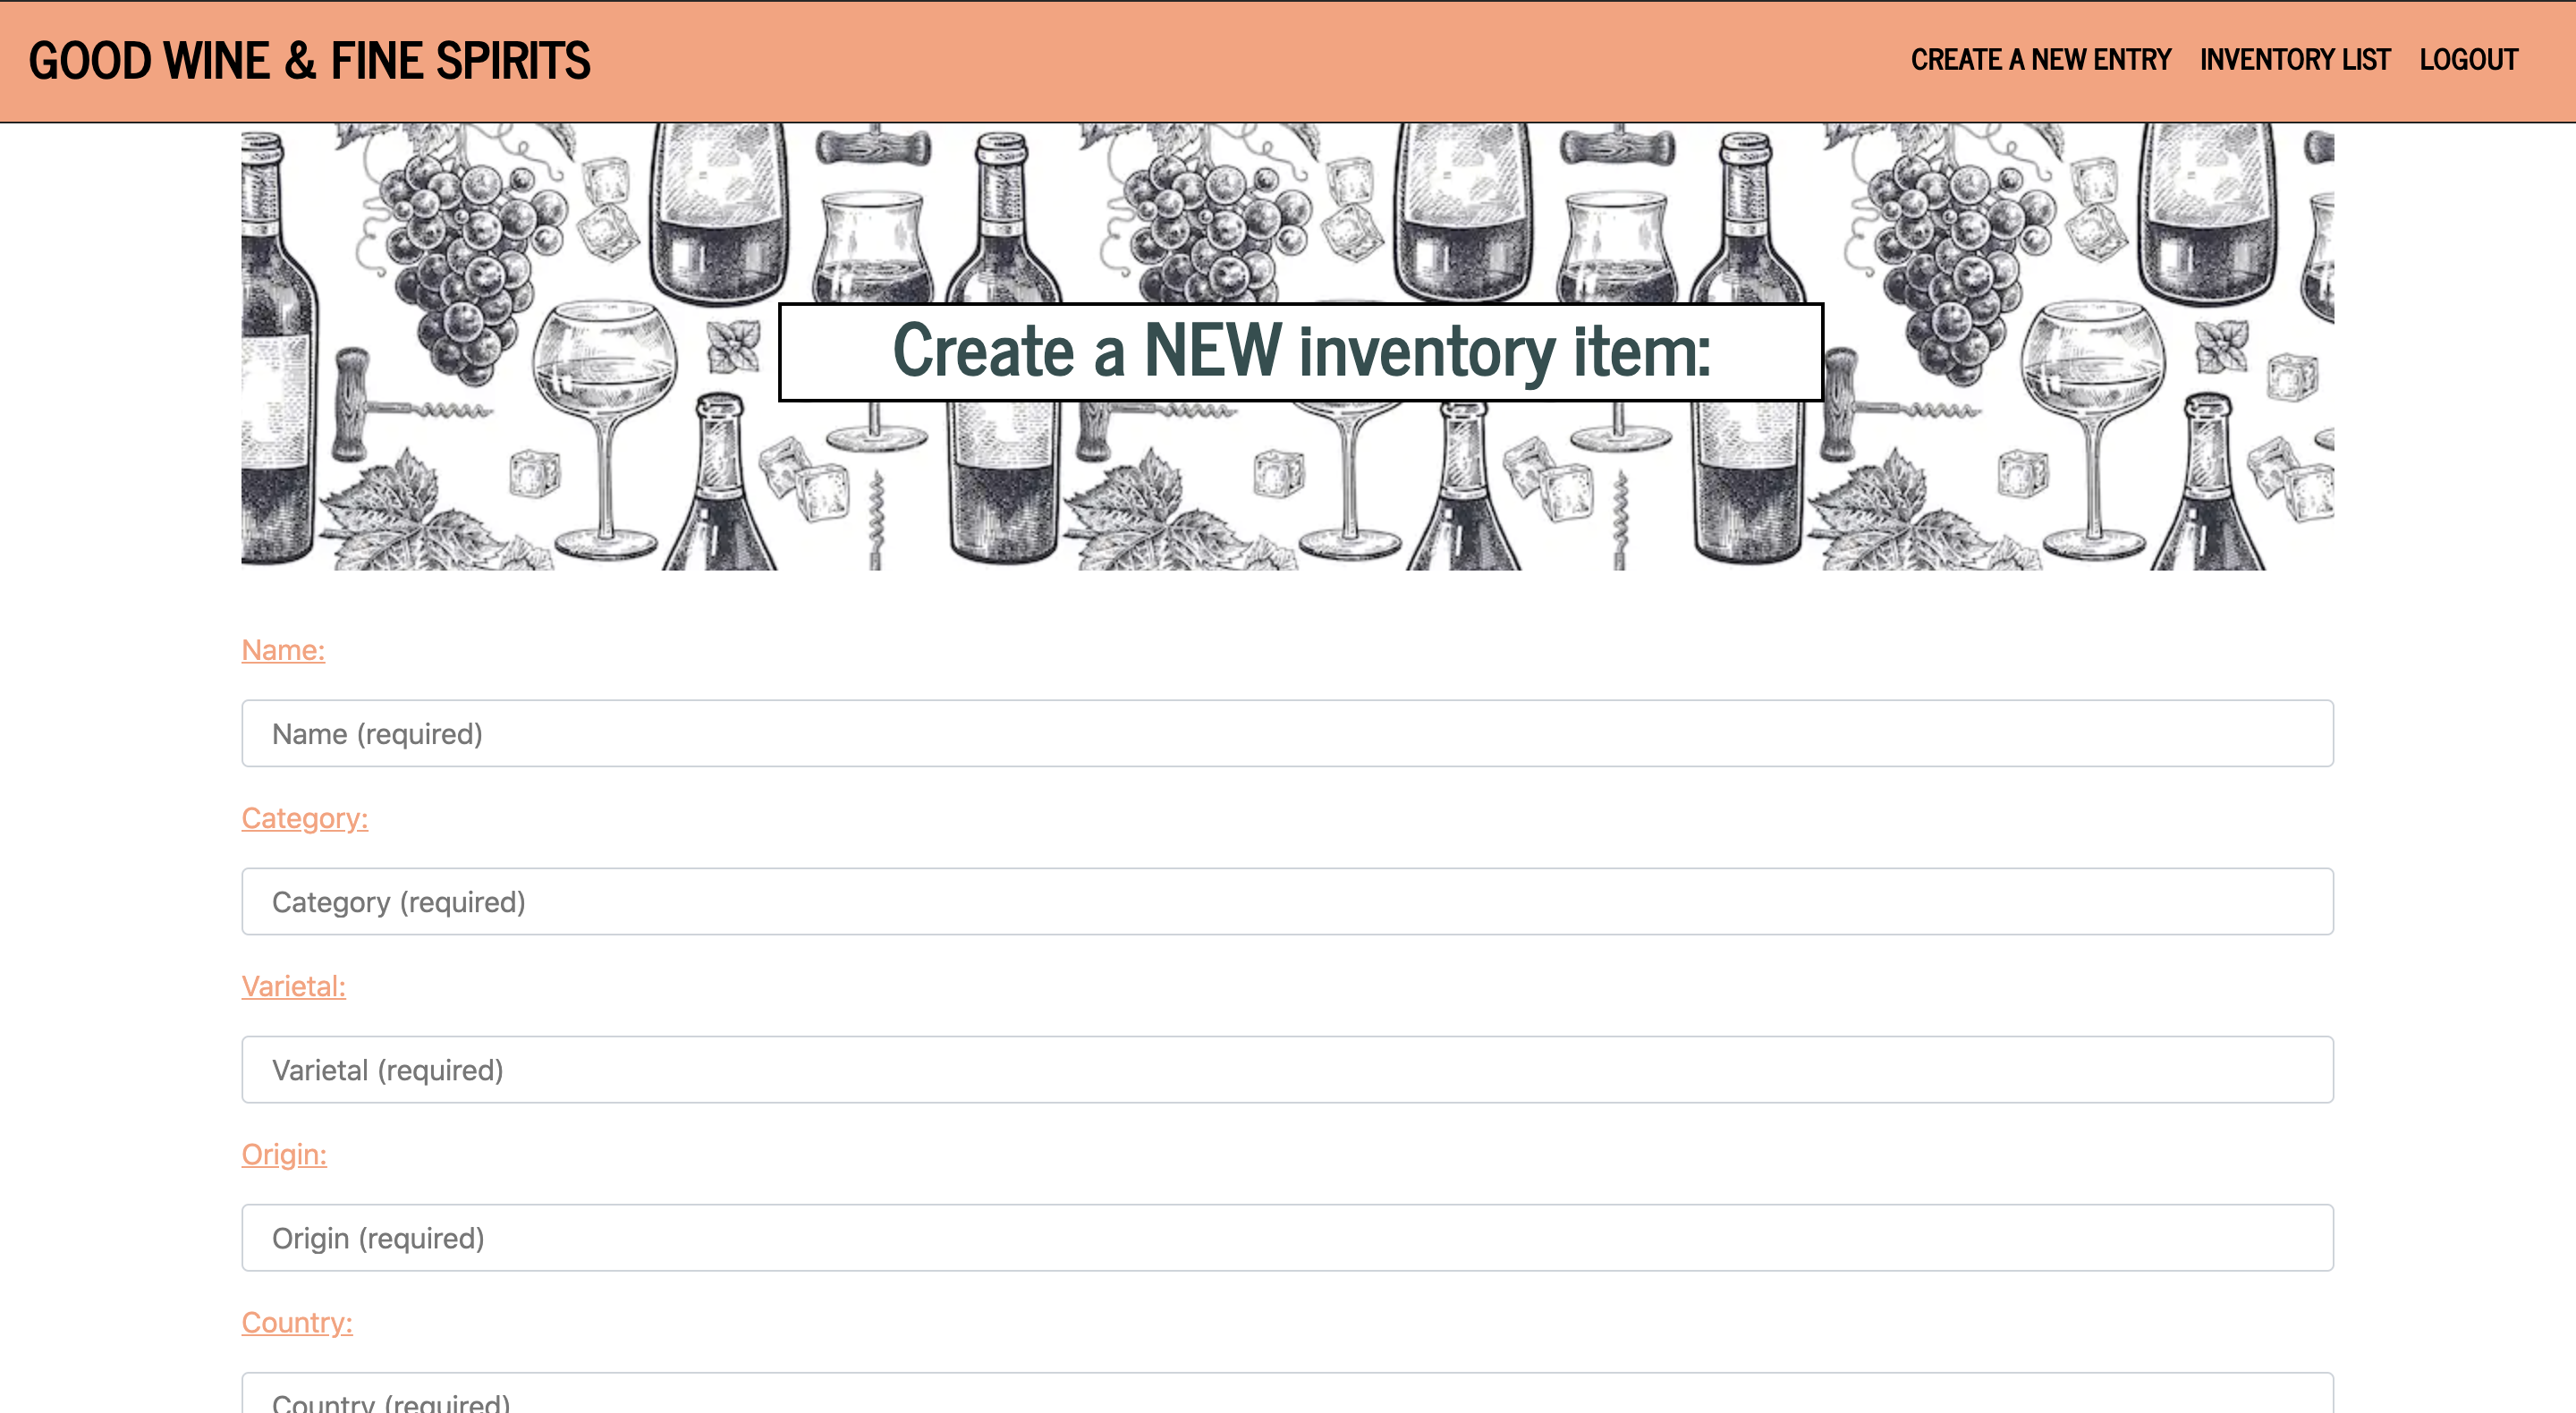 GOOD WINE & FINE SPIRITS
CREATE A NEW ENTRY INVENTORY LIST LOGOUT
Create a NEW inventory item:
Name:
Name (required)
Category:
Category (required)
Varietal:
Varietal (required)
Origin:
Origin (required)
Country:
Country (required)